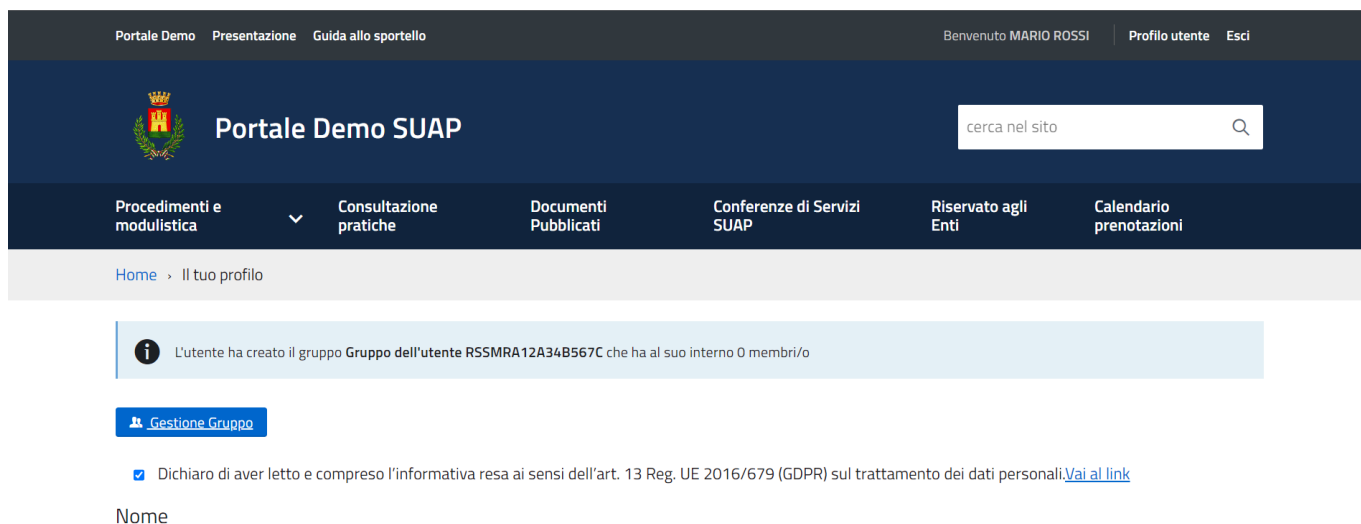 Portale Demo Presentazione Guida allo sportello Benvenuto MARIO ROSSI Profilo utente Esci
Portale Demo SUAP
cerca nel sito
Procedimenti e modulistica
Consultazione pratiche
Documenti Pubblicati
Conferenze di Servizi SUAP
Riservato agli Enti
Calendario prenotazioni
Home › Il tuo profilo
L'utente ha creato il gruppo Gruppo dell'utente RSSMRA12A34B567C che ha al suo interno 0 membri/o
Gestione Gruppo
Dichiaro di aver letto e compreso l’informativa resa ai sensi dell’art. 13 Reg. UE 2016/679 (GDPR) sul trattamento dei dati personali.Vai al link
Nome